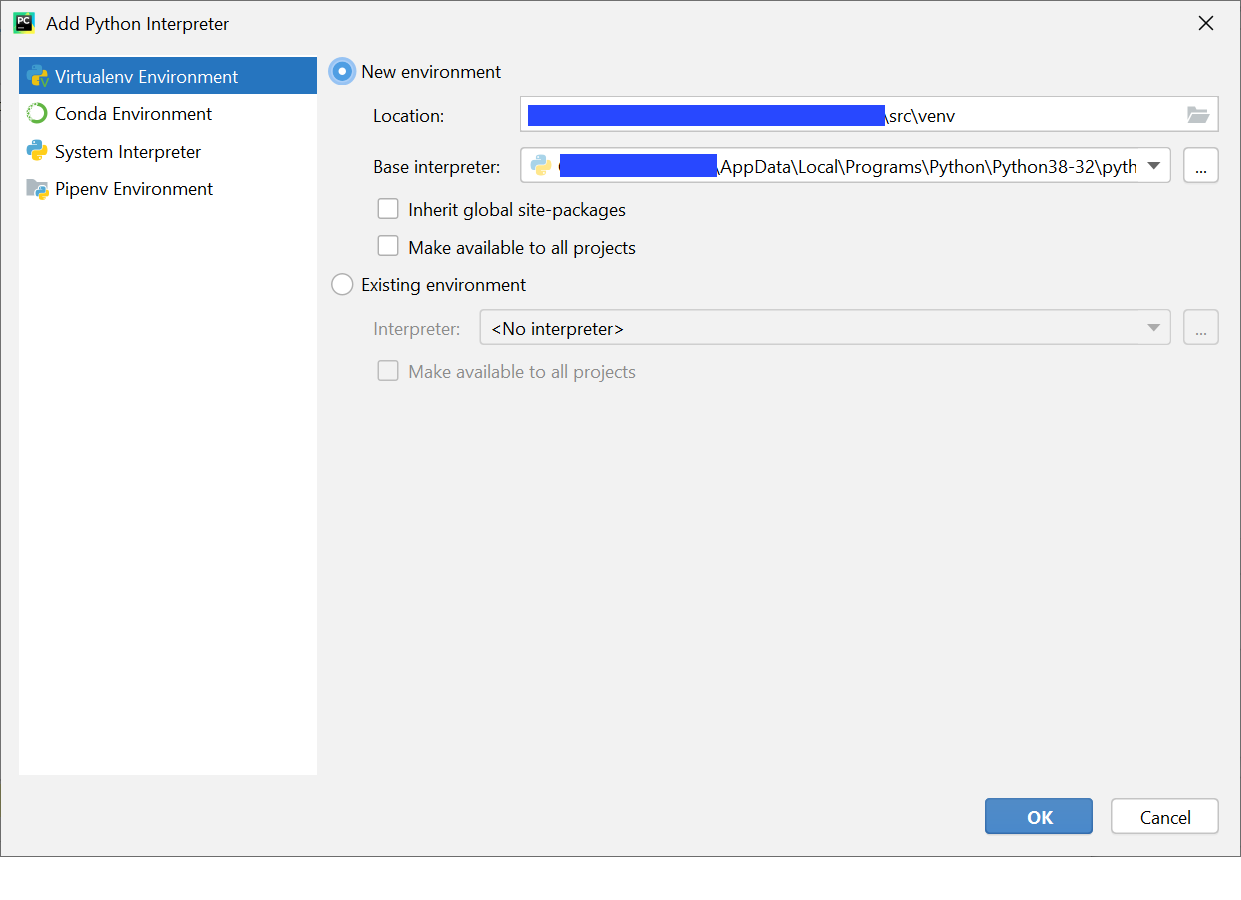 PC
Add Python Interpreter
Virtualenv Environment
Conda Environment
System Interpreter
Pipenv Environment
New environment
Location: \src\venv
Base interpreter: \AppData\Local\Programs\Python\Python38-32\pyth ...
Inherit global site-packages
Make available to all projects
Existing environment
Interpreter: <No interpreter> ...
Make available to all projects
OK Cancel